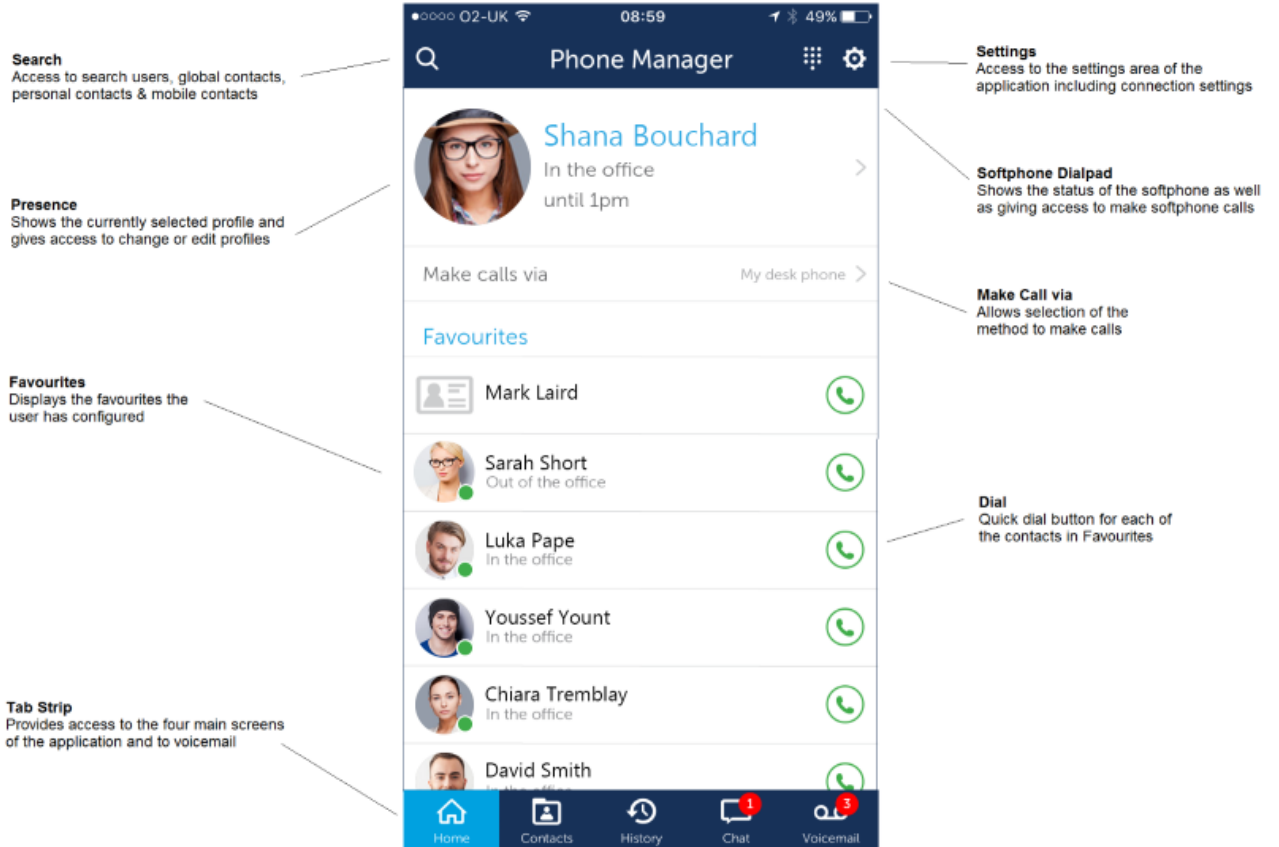 ●○○○○ O2-UK 08:59 49%
Phone Manager
Search
Access to search users, global contacts,
personal contacts & mobile contacts
Settings
Access to the settings area of the
application including connection settings
Shana Bouchard
In the office
until 1pm
Softphone Dialpad
Shows the status of the softphone as well
as giving access to make softphone calls
Presence
Shows the currently selected profile and
gives access to change or edit profiles
Make calls via My desk phone
Make Call via
Allows selection of the
method to make calls
Favourites
Favourites
Displays the favourites the
user has configured
Mark Laird
Sarah Short
Out of the office
Dial
Quick dial button for each of
the contacts in Favourites
Luka Pape
In the office
Youssef Yount
In the office
Chiara Tremblay
In the office
Tab Strip
Provides access to the four main screens
of the application and to voicemail
David Smith
1 3
Home Contacts History Chat Voicemail